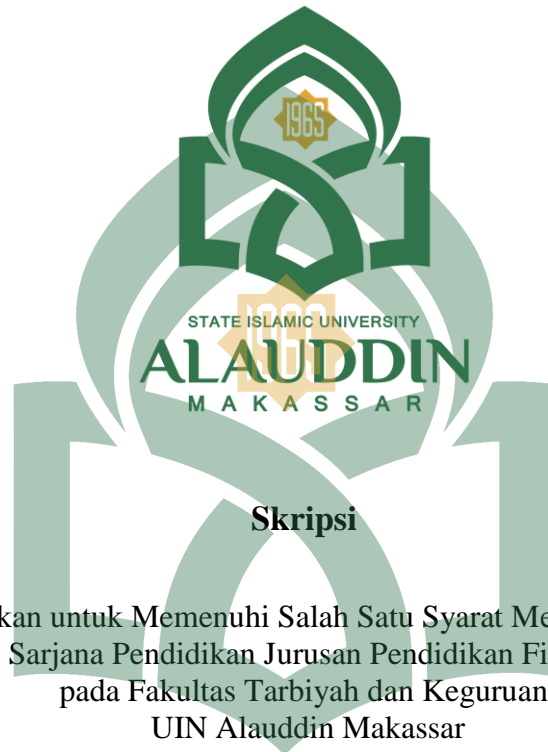 1965
STATE ISLAMIC UNIVERSITY
1965
ALAUDDIN
MAKASSAR
Skripsi
kan untuk Memenuhi Salah Satu Syarat Me
Sarjana Pendidikan Jurusan Pendidikan Fi
pada Fakultas Tarbiyah dan Keguruan
UIN Alauddin Makassar